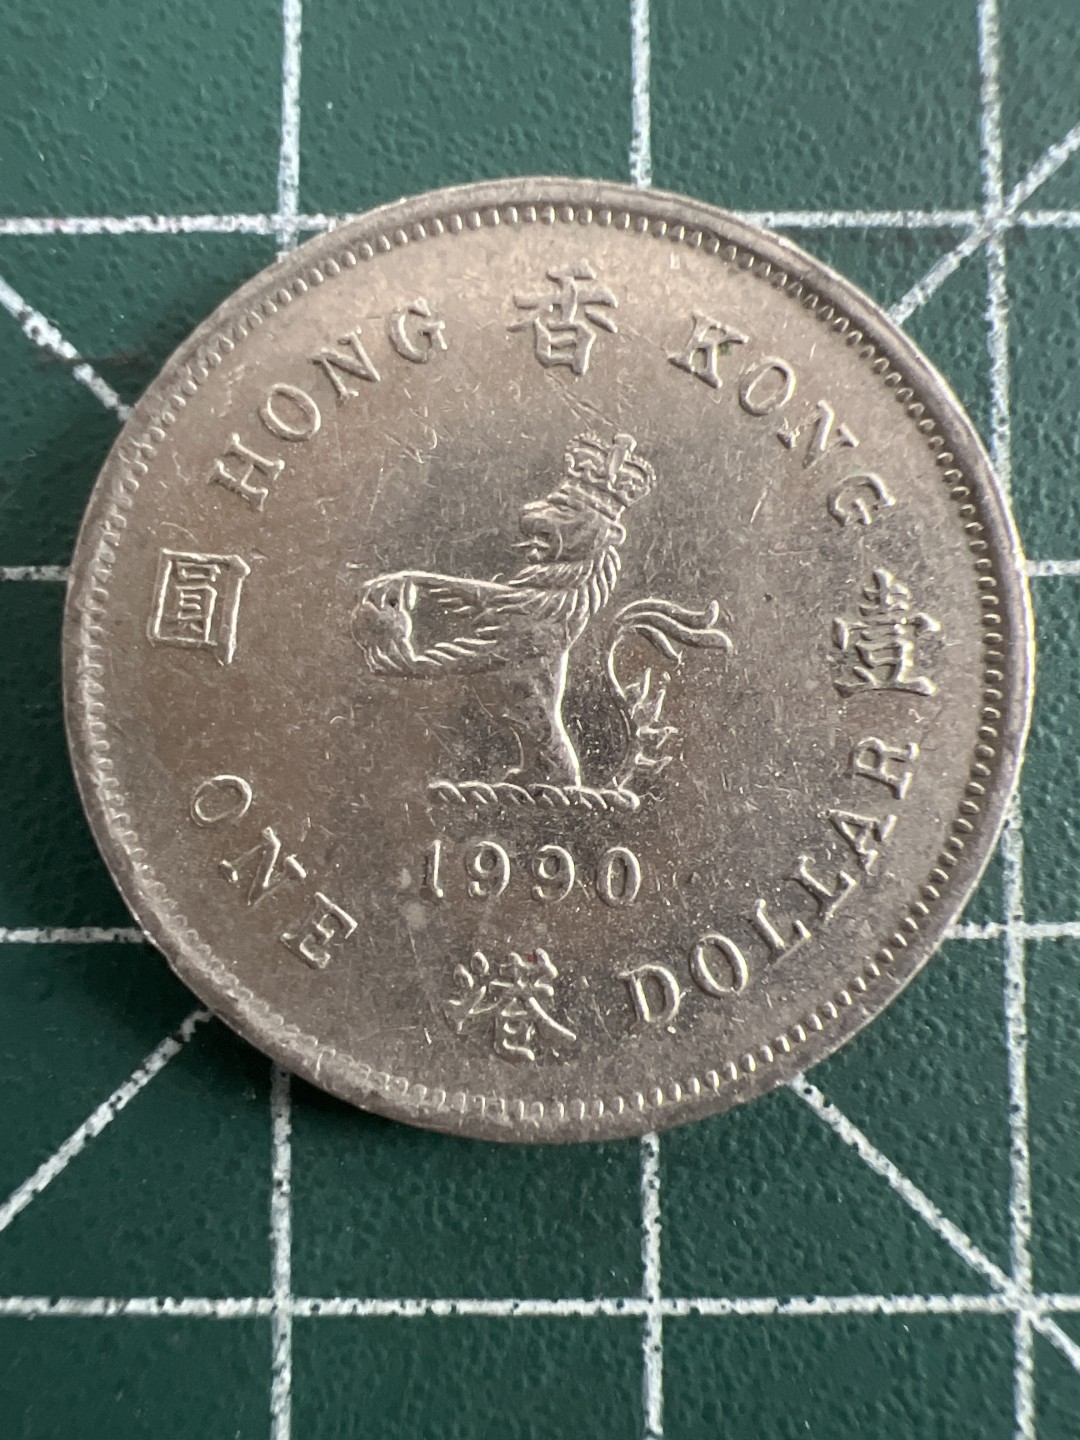 HONG KONG
香港
壹圓
1990
ONE DOLLAR